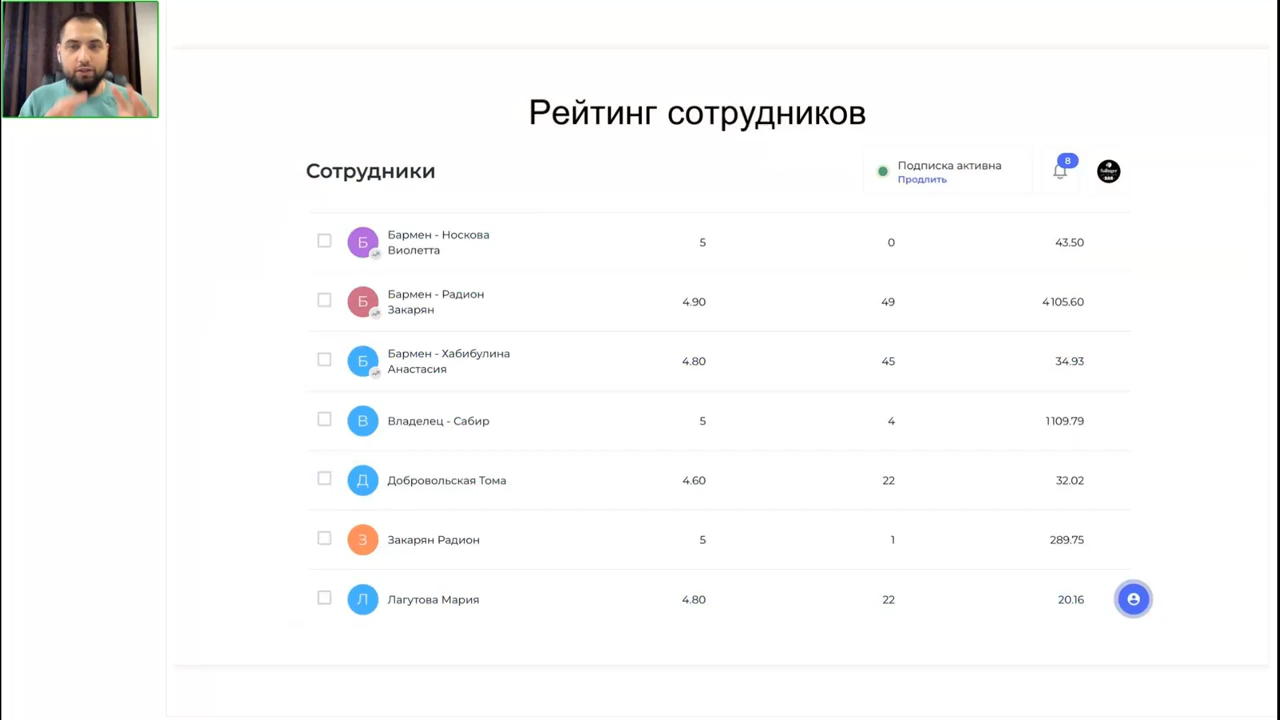 Рейтинг сотрудников
Сотрудники
Подписка активна
Продлить
8
Б
Бармен - Носкова
Виолетта
5
0
43.50
Б
Бармен - Радион
Закарян
4.90
49
4105.60
Б
Бармен - Хабибулина
Анастасия
4.80
45
34.93
В
Владелец - Сабир
5
4
1109.79
Д
Добровольская Тома
4.60
22
32.02
З
Закарян Радион
5
1
289.75
Л
Лагутова Мария
4.80
22
20.16